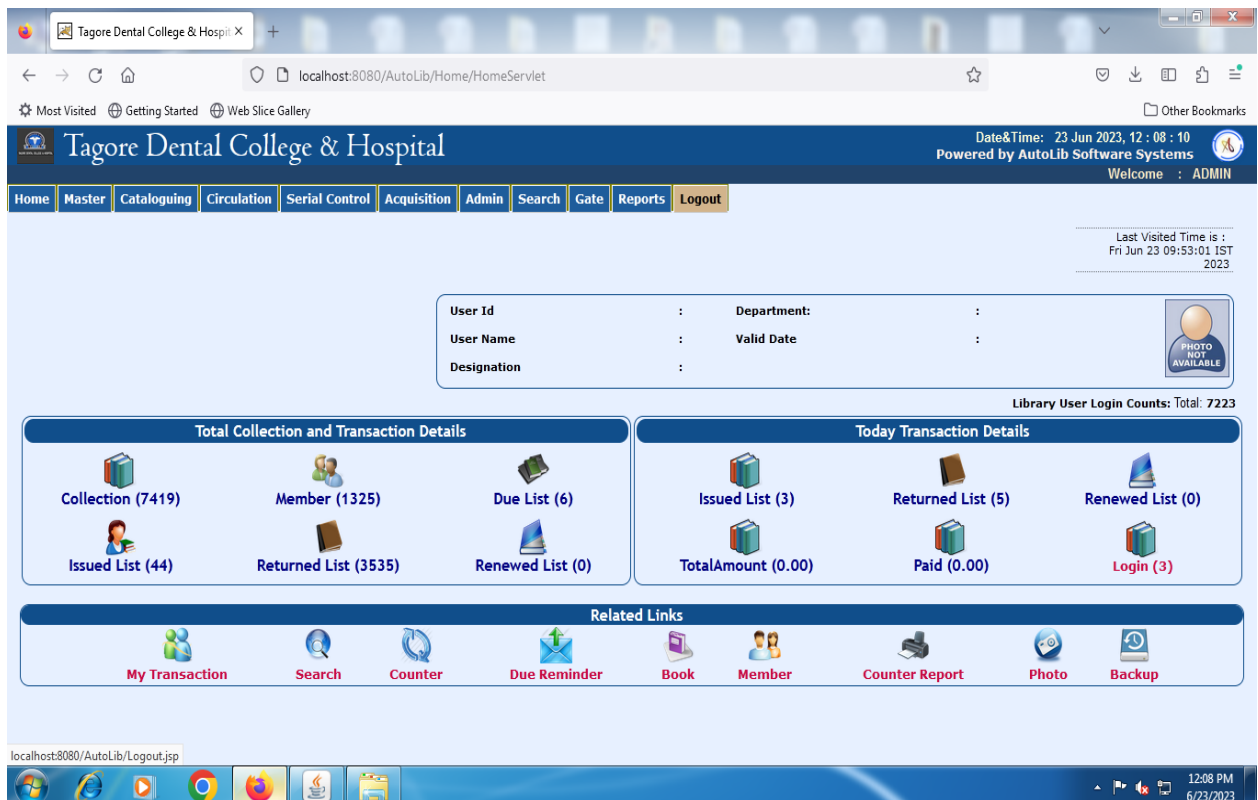 Tagore Dental College & Hospit
localhost:8080/AutoLib/Home/HomeServlet
Most Visited Getting Started Web Slice Gallery Other Bookmarks
Tagore Dental College & Hospital
Date&Time: 23 Jun 2023, 12 : 08 : 10
Powered by AutoLib Software Systems
Welcome : ADMIN
Home Master Cataloguing Circulation Serial Control Acquisition Admin Search Gate Reports Logout
Last Visited Time is :
Fri Jun 23 09:53:01 IST
2023
User Id : Department: :
User Name : Valid Date :
Designation :
PHOTO
NOT
AVAILABLE
Library User Login Counts: Total: 7223
Total Collection and Transaction Details
Collection (7419) Member (1325) Due List (6)
Issued List (44) Returned List (3535) Renewed List (0)
Today Transaction Details
Issued List (3) Returned List (5) Renewed List (0)
TotalAmount (0.00) Paid (0.00) Login (3)
Related Links
My Transaction Search Counter Due Reminder Book Member Counter Report Photo Backup
localhost:8080/AutoLib/Logout.jsp
12:08 PM
6/23/2023